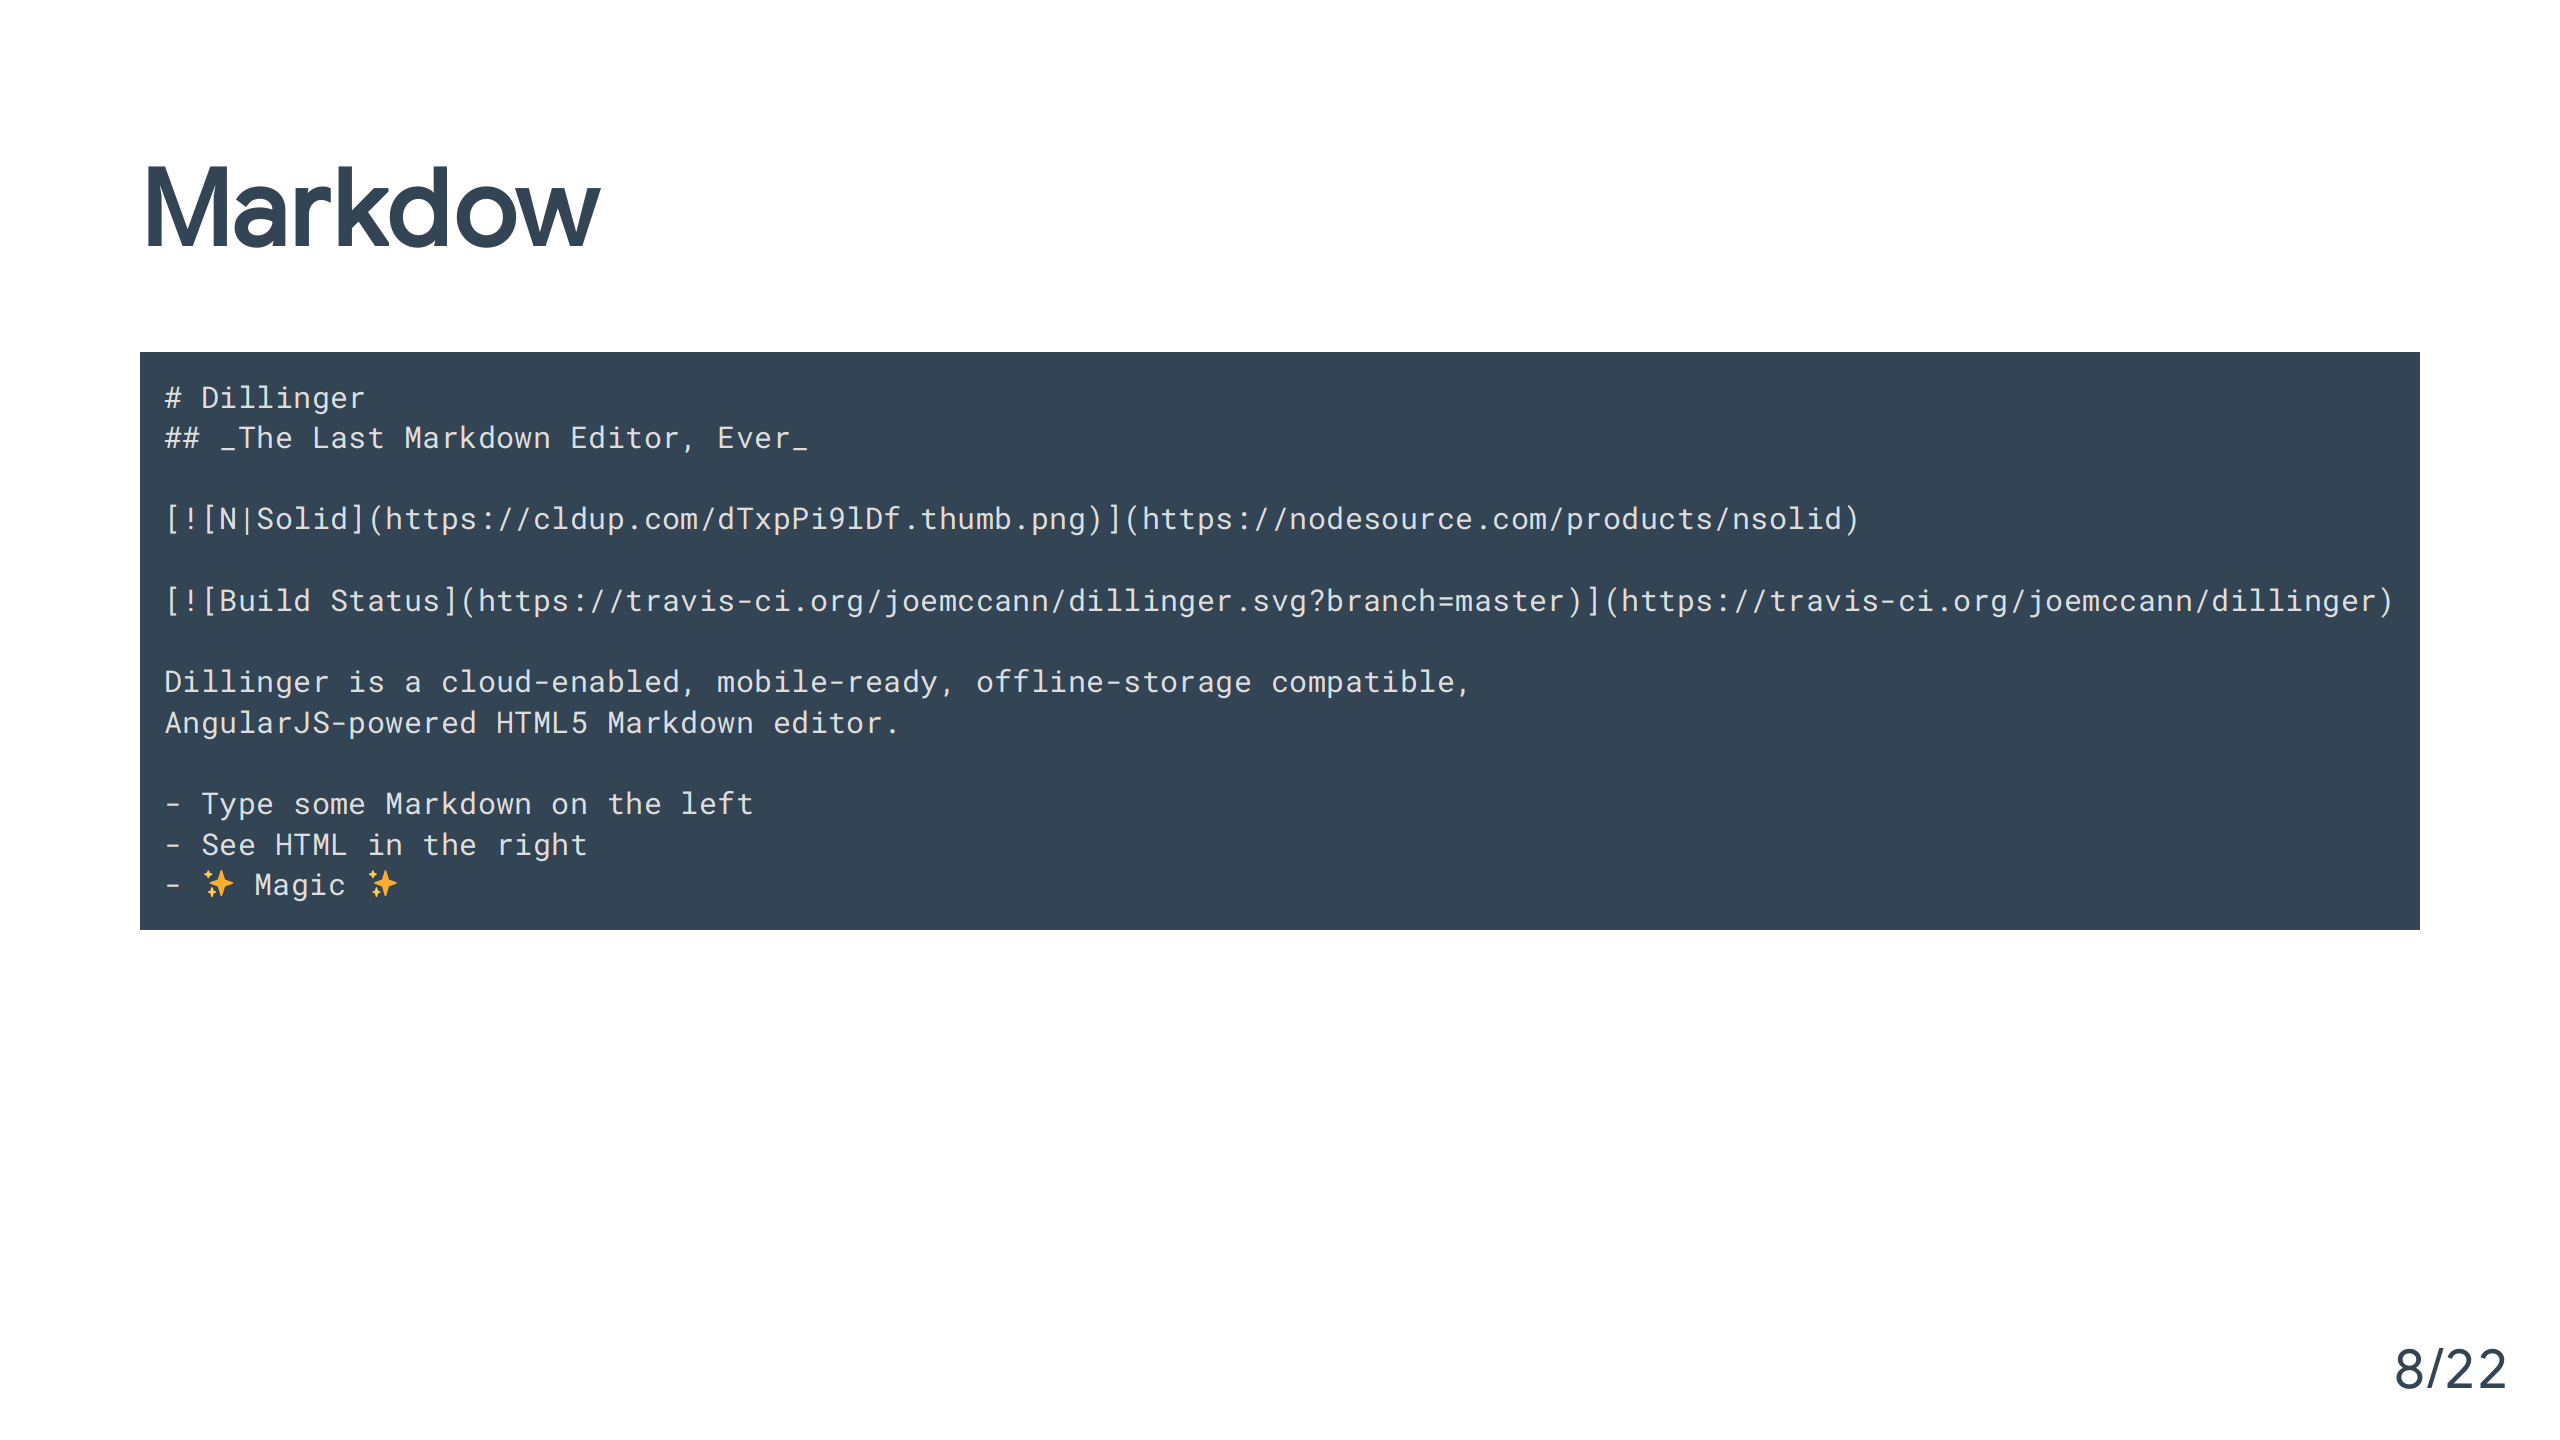 Markdow
# Dillinger
## _The Last Markdown Editor, Ever_
[![N|Solid](https://cldup.com/dTxpPi9lDf.thumb.png)](https://nodesource.com/products/nsolid)
[![Build Status](https://travis-ci.org/joemccann/dillinger.svg?branch=master)](https://travis-ci.org/joemccann/dillinger)
Dillinger is a cloud-enabled, mobile-ready, offline-storage compatible,
AngularJS-powered HTML5 Markdown editor.
- Type some Markdown on the left
- See HTML in the right
- ✨ Magic ✨
8/22